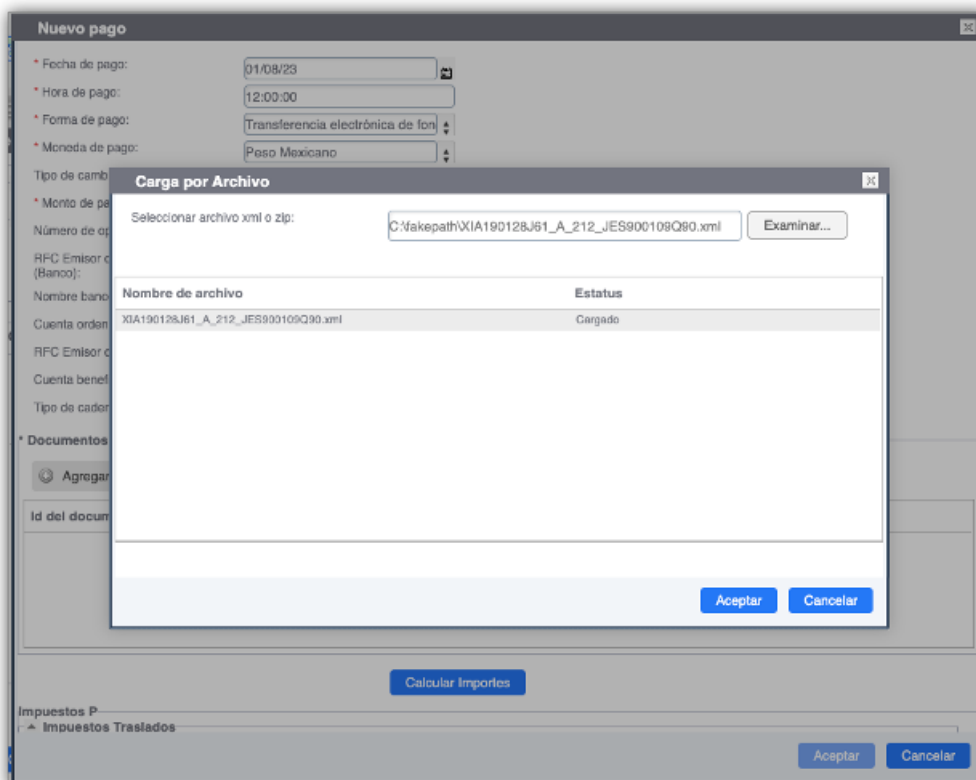 Nuevo pago
* Fecha de pago:
01/08/23
* Hora de pago:
12:00:00
* Forma de pago:
Transferencia electrónica de fon
* Moneda de pago:
Peso Mexicano
Tipo de camb
* Monto de pa
Número de op
RFC Emisor c
(Banco):
Nombre banc
Cuenta orden
RFC Emisor c
Cuenta benef
Tipo de cader
Carga por Archivo
Seleccionar archivo xml o zip:
C:\fakepath\XIA190128J61_A_212_JES900109Q90.xml
Examinar...
Nombre de archivo Estatus
XIA190128J61_A_212_JES900109Q90.xml Cargado
Aceptar Cancelar
* Documentos
Agregar
Id del docum
Calcular Importes
Impuestos P
Impuestos Traslados
Aceptar Cancelar